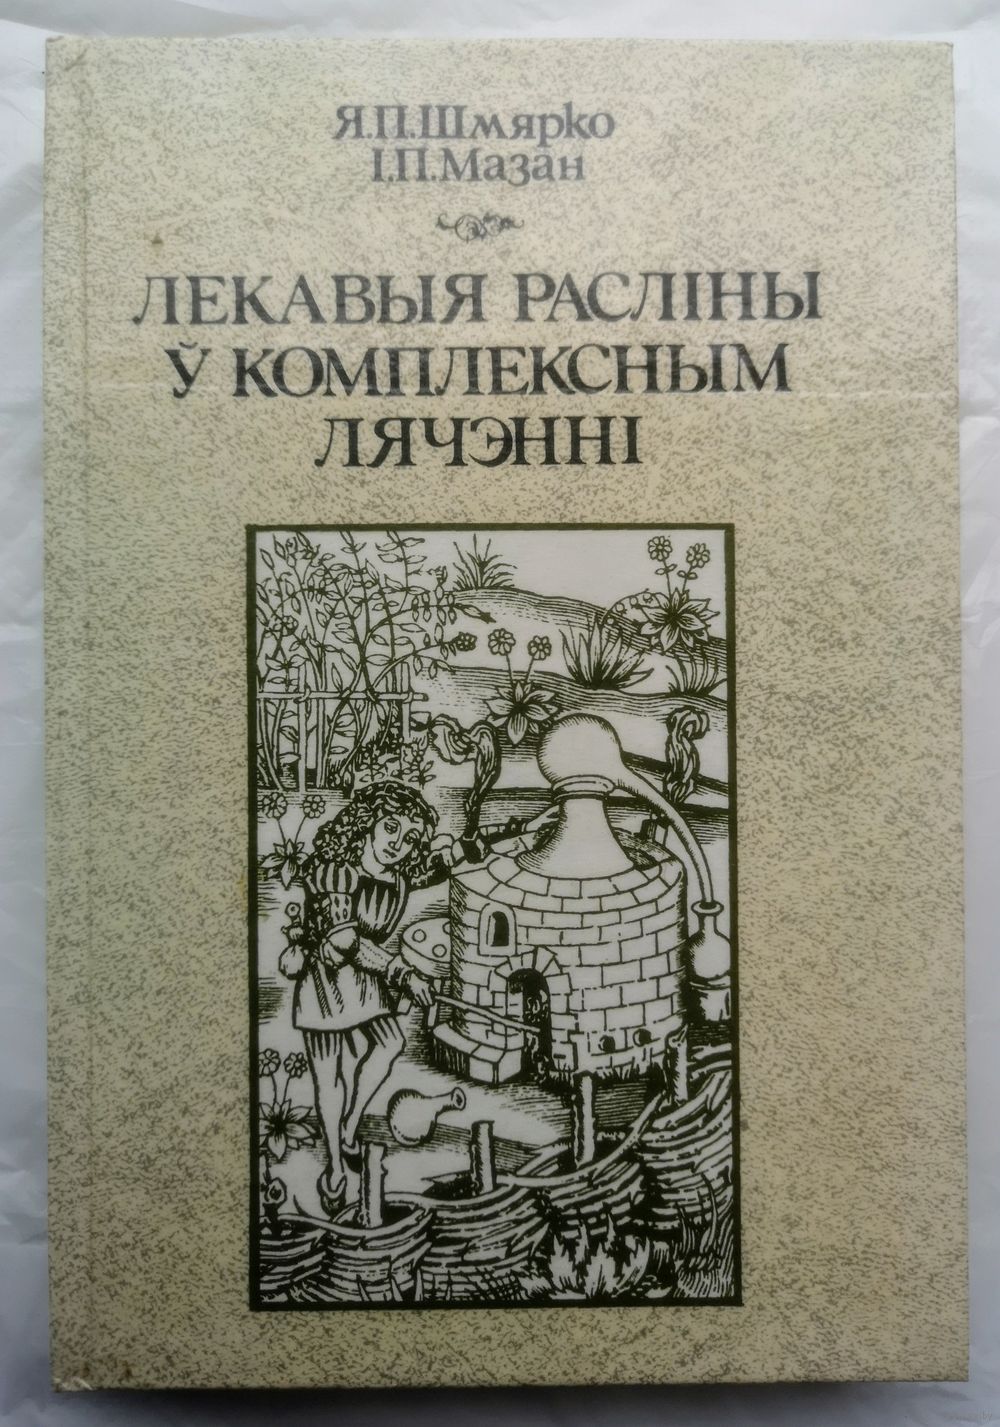 Я.П.Шмярко
І.П.Мазан
ЛЕКАВЫЯ РАСЛІНЫ
Ў КОМПЛЕКСНЫМ
ЛЯЧЭННІ